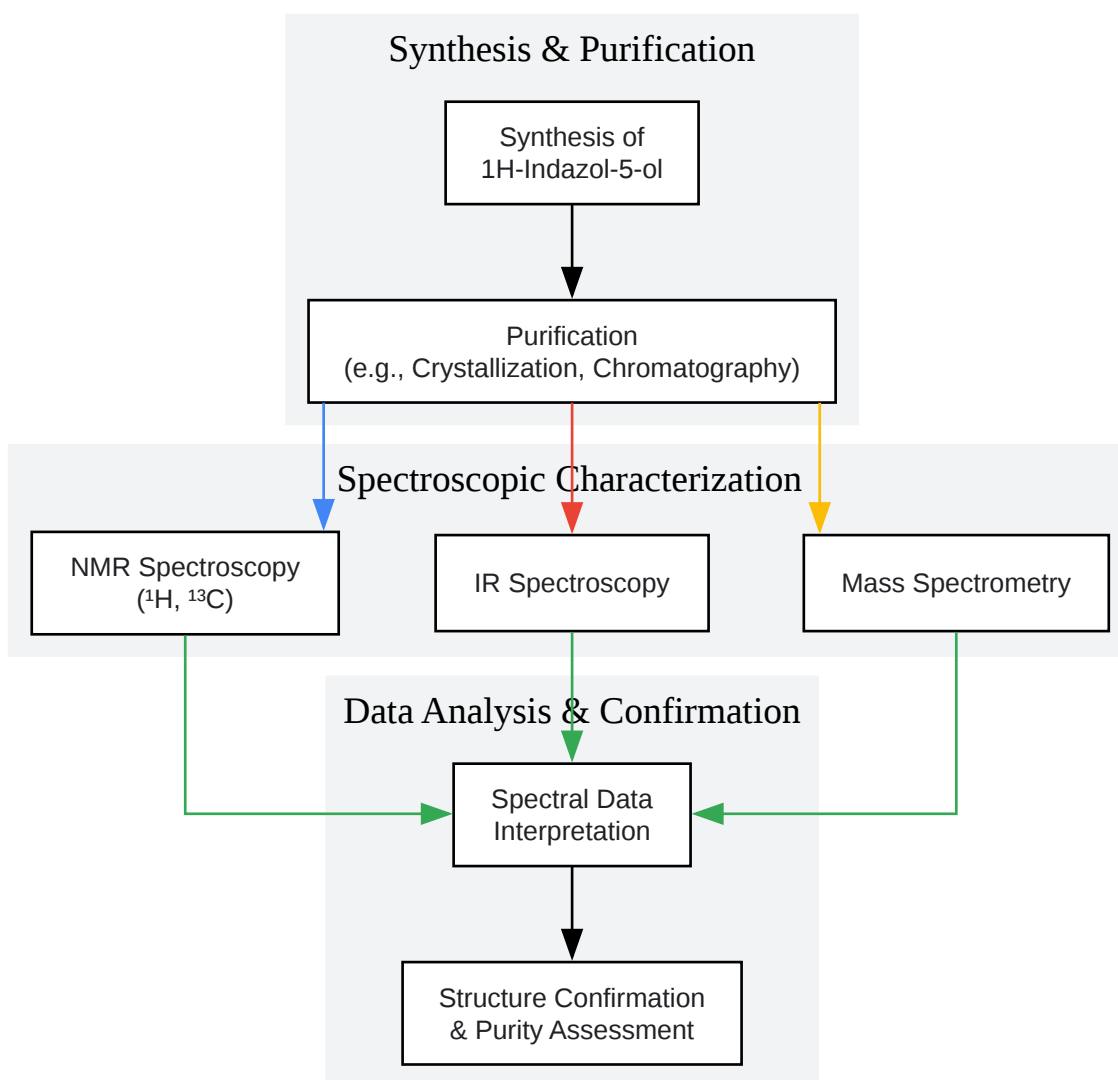 Synthesis & Purification
Synthesis of
1H-Indazol-5-ol
Purification
(e.g., Crystallization, Chromatography)
Spectroscopic Characterization
NMR Spectroscopy
(¹H, ¹³C)
IR Spectroscopy
Mass Spectrometry
Data Analysis & Confirmation
Spectral Data
Interpretation
Structure Confirmation
& Purity Assessment